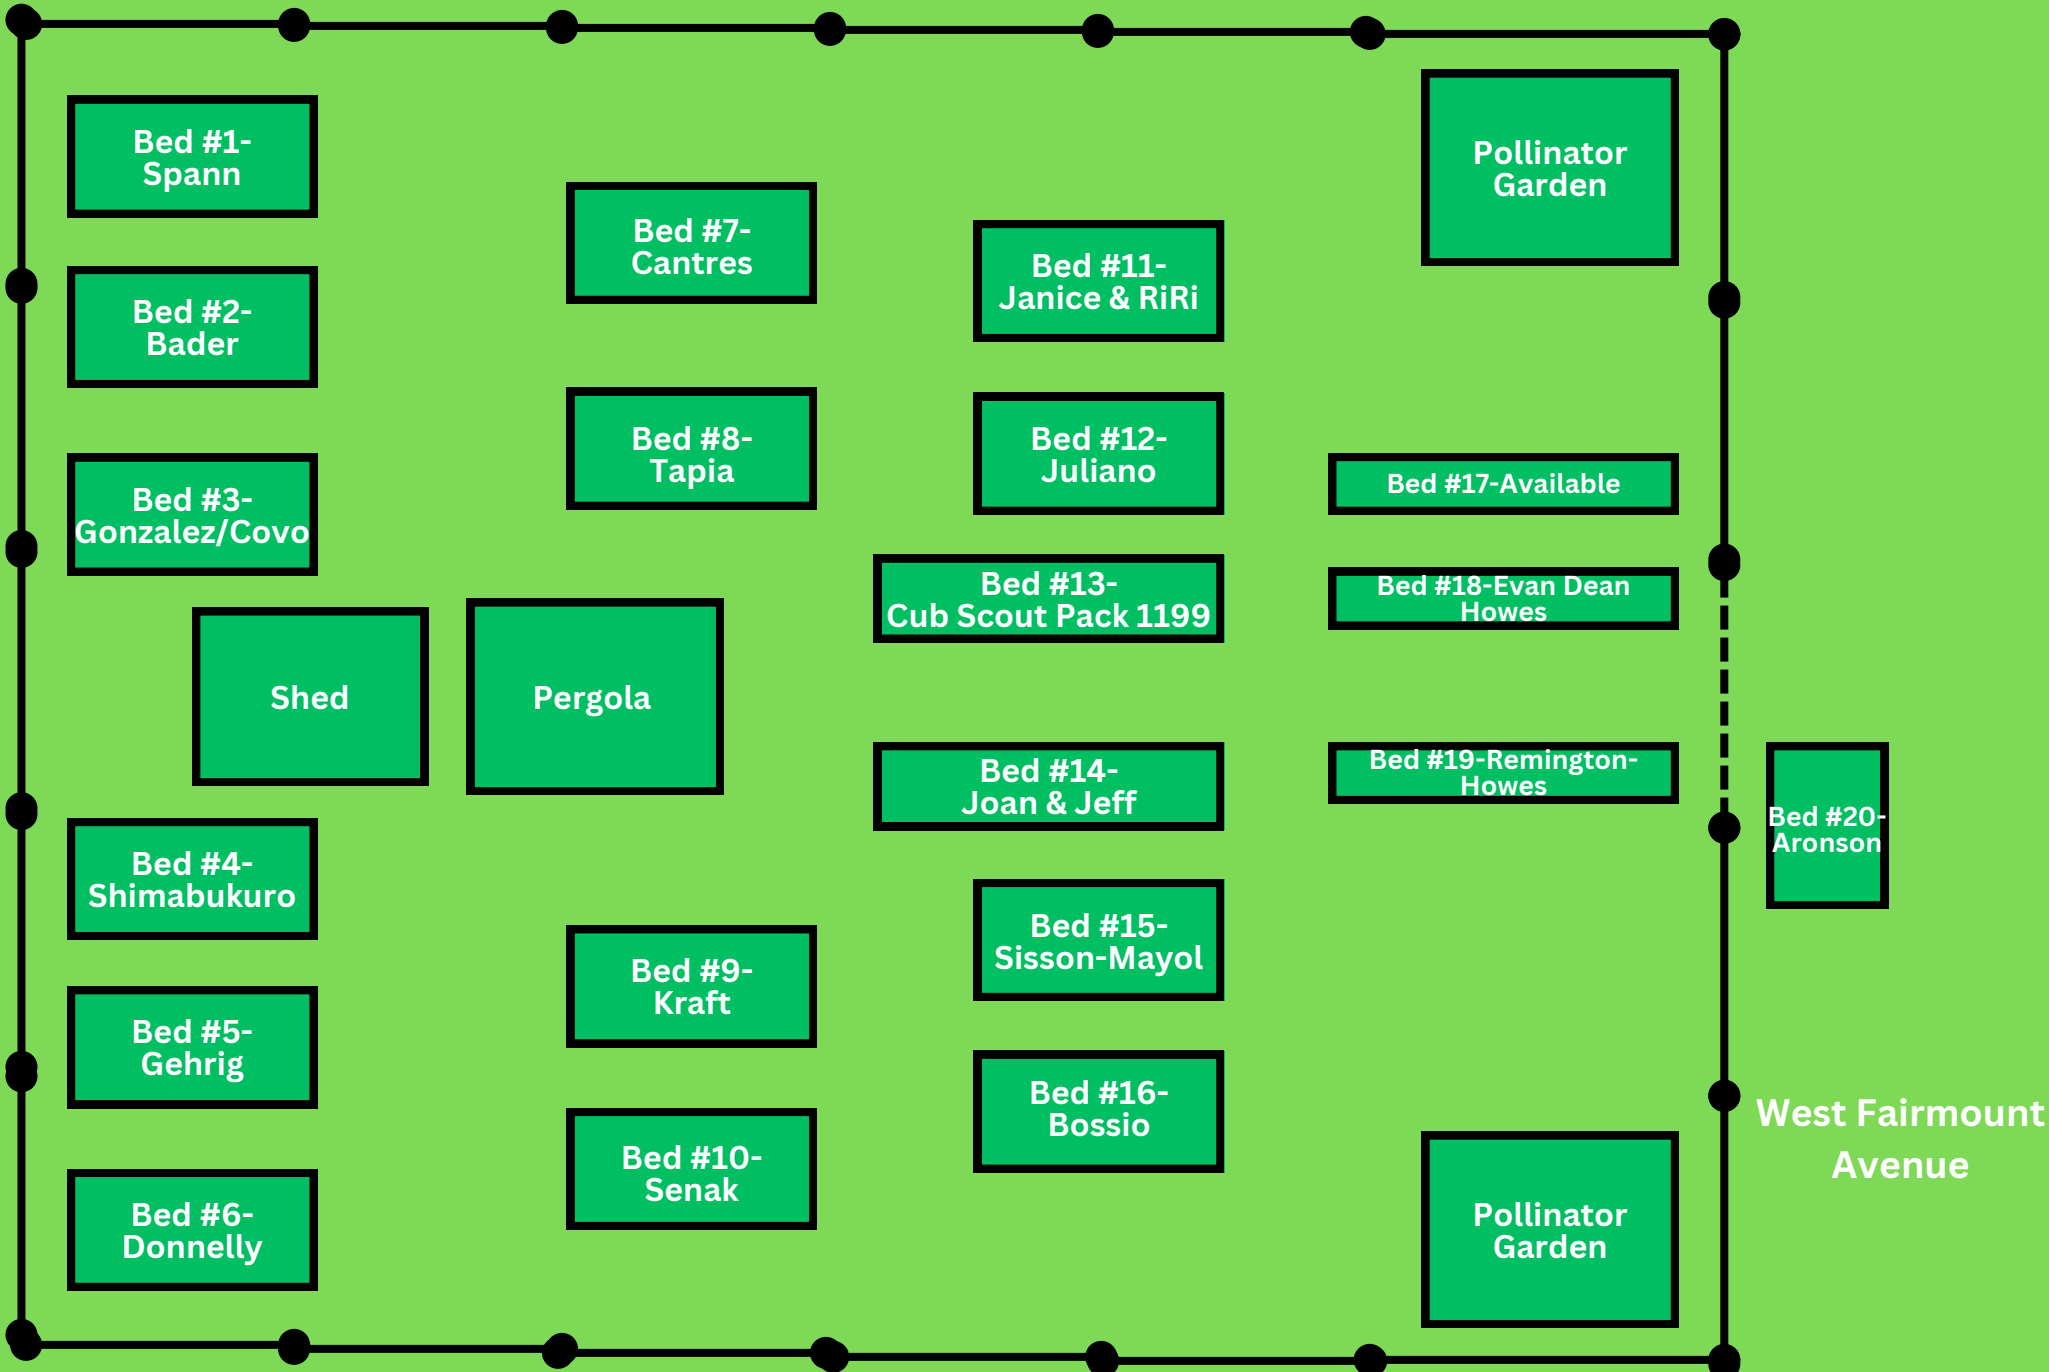 Bed #1-
Spann
Bed #2-
Bader
Bed #3-
Gonzalez/Covo
Shed
Bed #4-
Shimabukuro
Bed #5-
Gehrig
Bed #6-
Donnelly
Bed #7-
Cantres
Bed #8-
Tapia
Pergola
Bed #9-
Kraft
Bed #10-
Senak
Bed #11-
Janice & RiRi
Bed #12-
Juliano
Bed #13-
Cub Scout Pack 1199
Bed #14-
Joan & Jeff
Bed #15-
Sisson-Mayol
Bed #16-
Bossio
Pollinator
Garden
Bed #17-Available
Bed #18-Evan Dean
Howes
Bed #19-Remington-
Howes
Pollinator
Garden
Bed #20-
Aronson
West Fairmount
Avenue